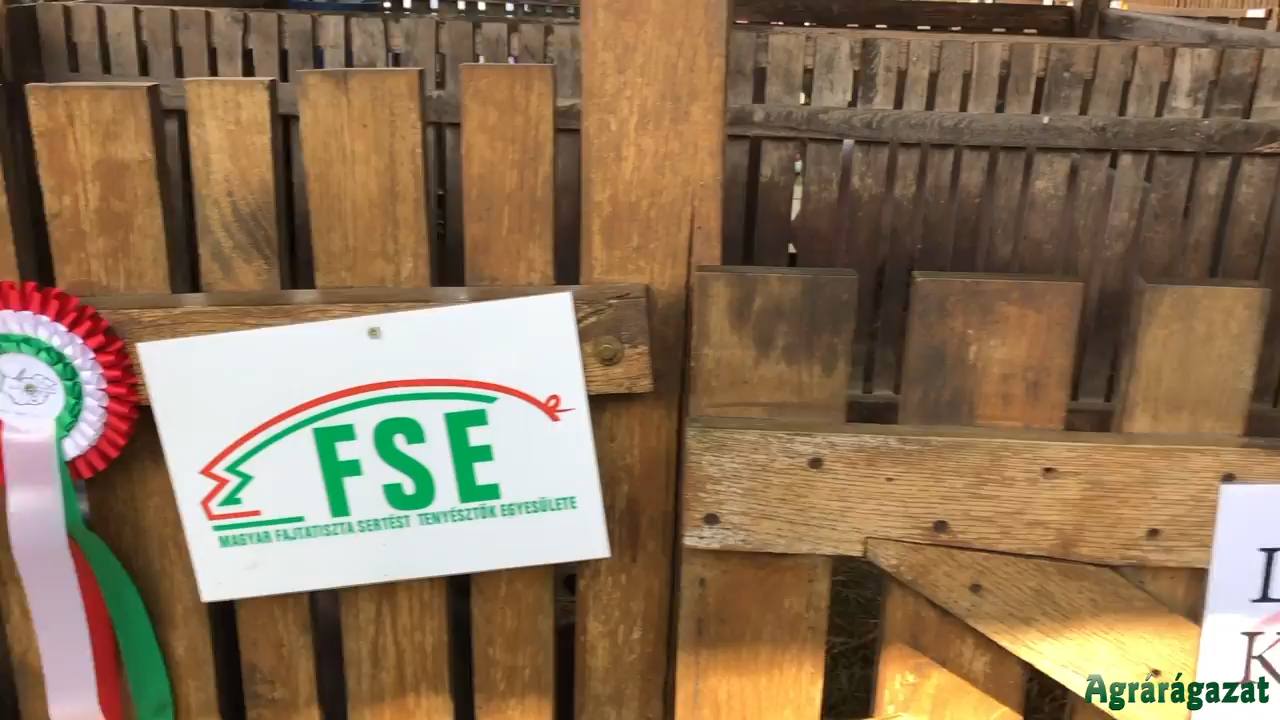 FSE
MAGYAR FAJTATISZTA SERTÉST TENYÉSZTŐK EGYESÜLETE
Agrárágazat